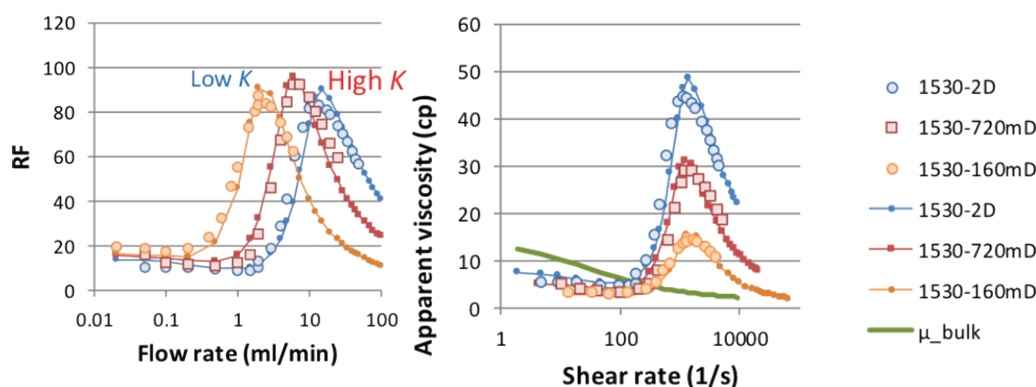 120
100
80
60
40
20
0
RF
Low K
High K
0.01
0.1
1
10
100
Flow rate (ml/min)
60
50
40
30
20
10
0
Apparent viscosity (cp)
1
100
10000
Shear rate (1/s)
1530-2D
1530-720mD
1530-160mD
1530-2D
1530-720mD
1530-160mD
μ_bulk